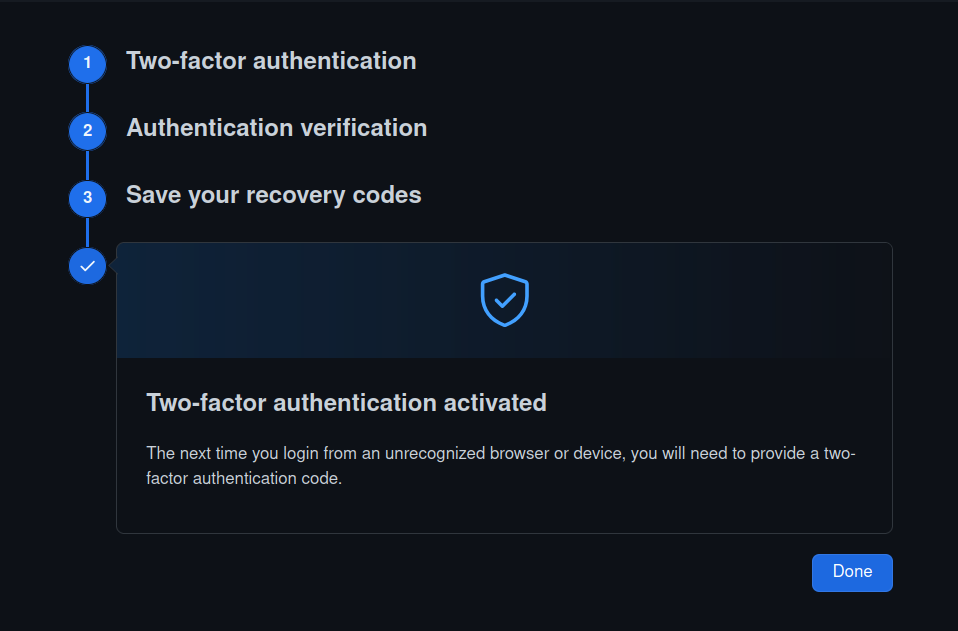 1 Two-factor authentication
2 Authentication verification
3 Save your recovery codes
Two-factor authentication activated
The next time you login from an unrecognized browser or device, you will need to provide a two-
factor authentication code.
Done